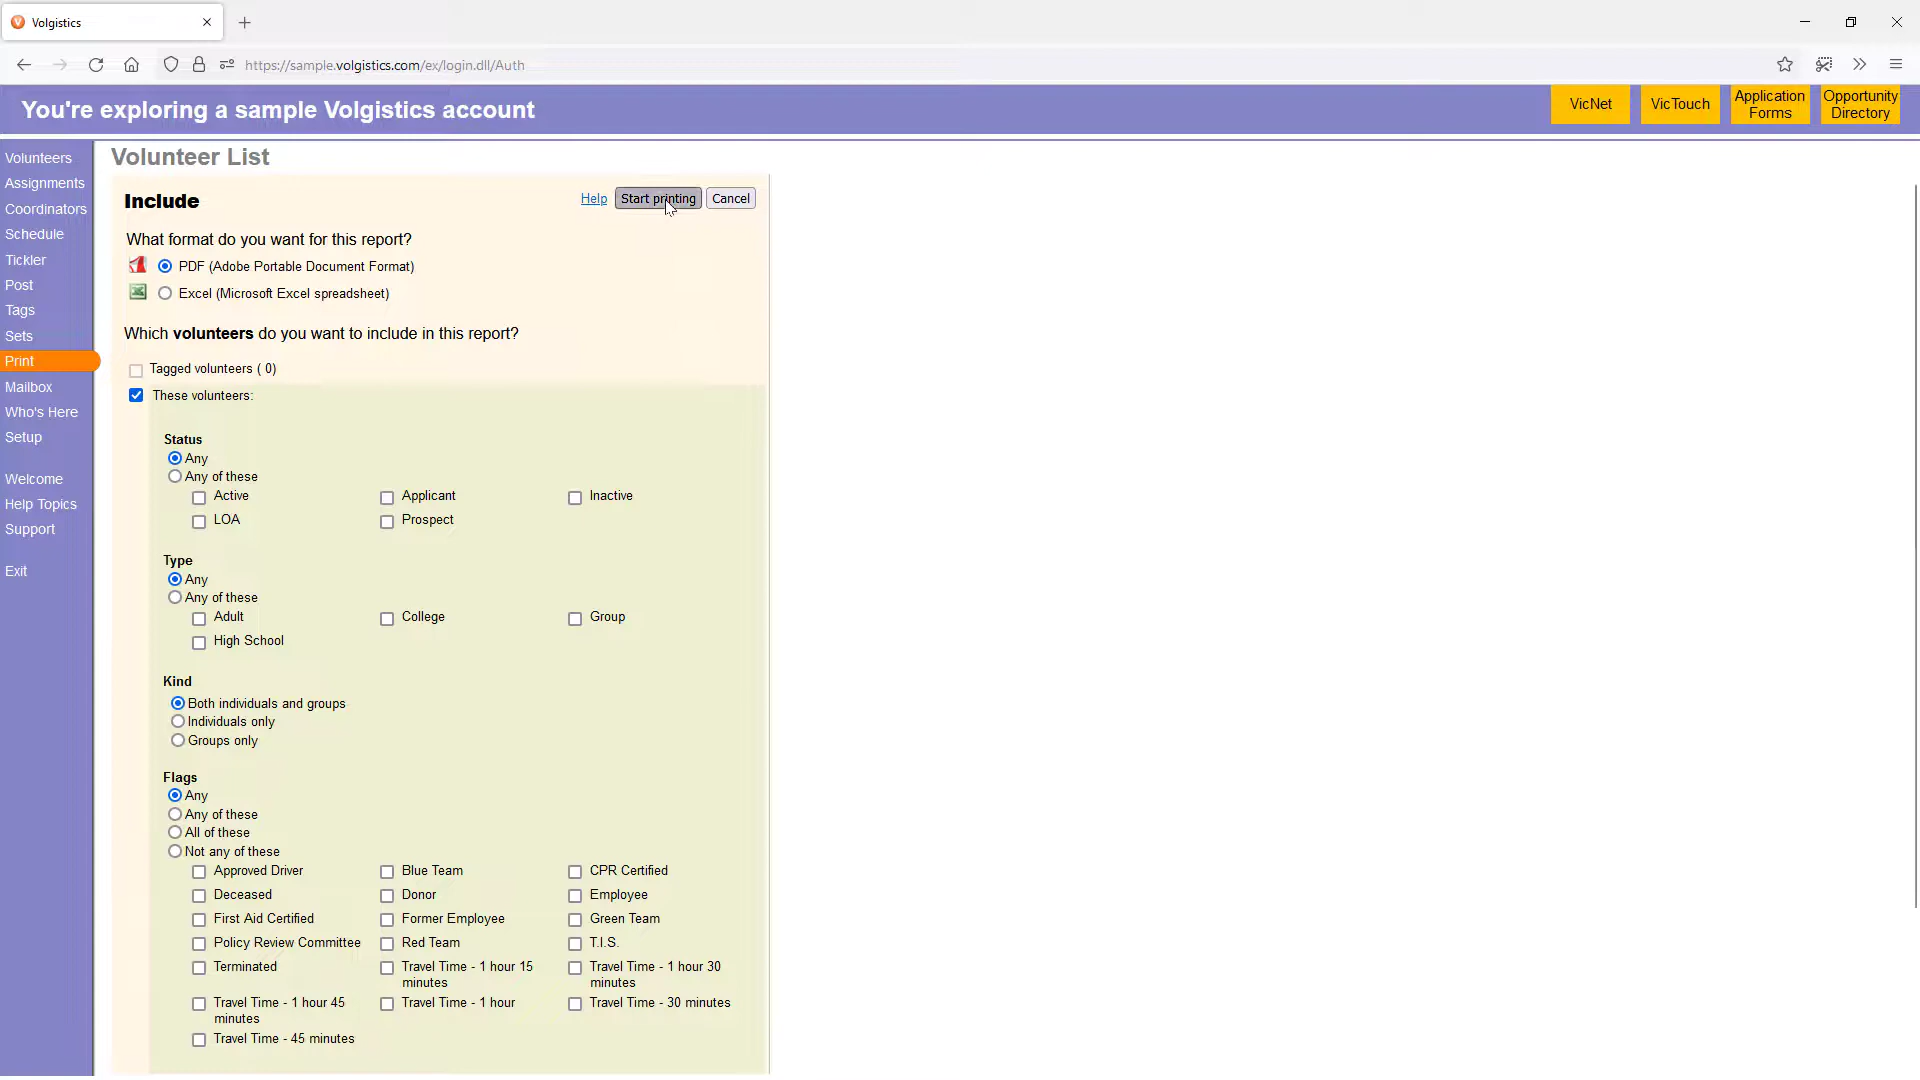 Volgistics
https://sample.volgistics.com/ex/login.dll/Auth
You're exploring a sample Volgistics account
VicNet
VicTouch
Application
Forms
Opportunity
Directory
Volunteers
Assignments
Coordinators
Schedule
Tickler
Post
Tags
Sets
Print
Mailbox
Who's Here
Setup
Welcome
Help Topics
Support
Exit
Volunteer List
Include
Help
Start printing
Cancel
What format do you want for this report?
PDF (Adobe Portable Document Format)
Excel (Microsoft Excel spreadsheet)
Which volunteers do you want to include in this report?
Tagged volunteers ( 0)
These volunteers:
Status
Any
Any of these
Active Applicant Inactive
LOA Prospect
Type
Any
Any of these
Adult College Group
High School
Kind
Both individuals and groups
Individuals only
Groups only
Flags
Any
Any of these
All of these
Not any of these
Approved Driver Blue Team CPR Certified
Deceased Donor Employee
First Aid Certified Former Employee Green Team
Policy Review Committee Red Team T.I.S.
Terminated Travel Time - 1 hour 15 Travel Time - 1 hour 30
minutes minutes
Travel Time - 1 hour 45 Travel Time - 1 hour Travel Time - 30 minutes
minutes
Travel Time - 45 minutes